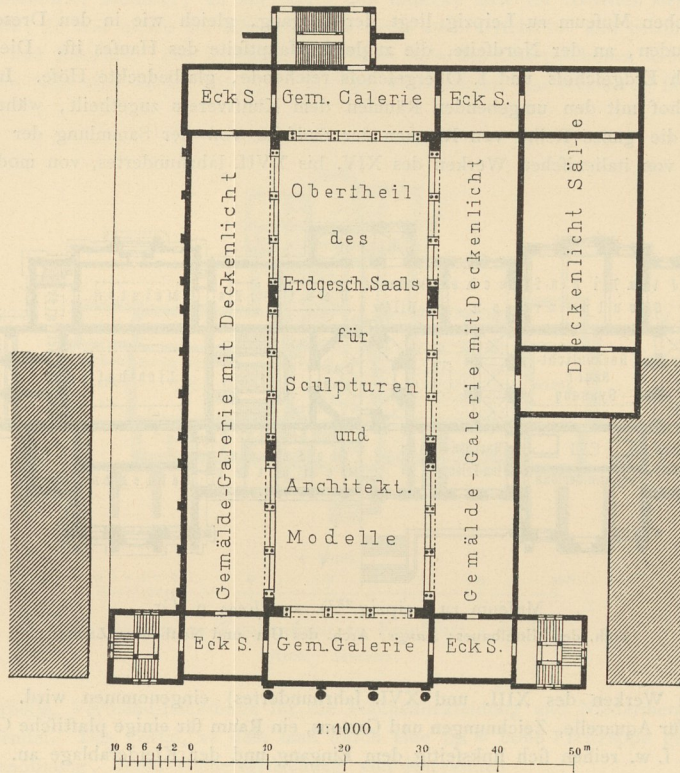 Eck S. Gem. Galerie Eck S.
Gemälde-Galerie mit Deckenlicht
Obertheil
des
Erdgesch. Saals
für
Sculpturen
und
Architekt.
Modelle
Gemälde-Galerie mit Deckenlicht
Deckenlicht Säle
Eck S. Gem. Galerie Eck S.
1:1000
10 8 6 4 2 0 10 20 30 40 50 m